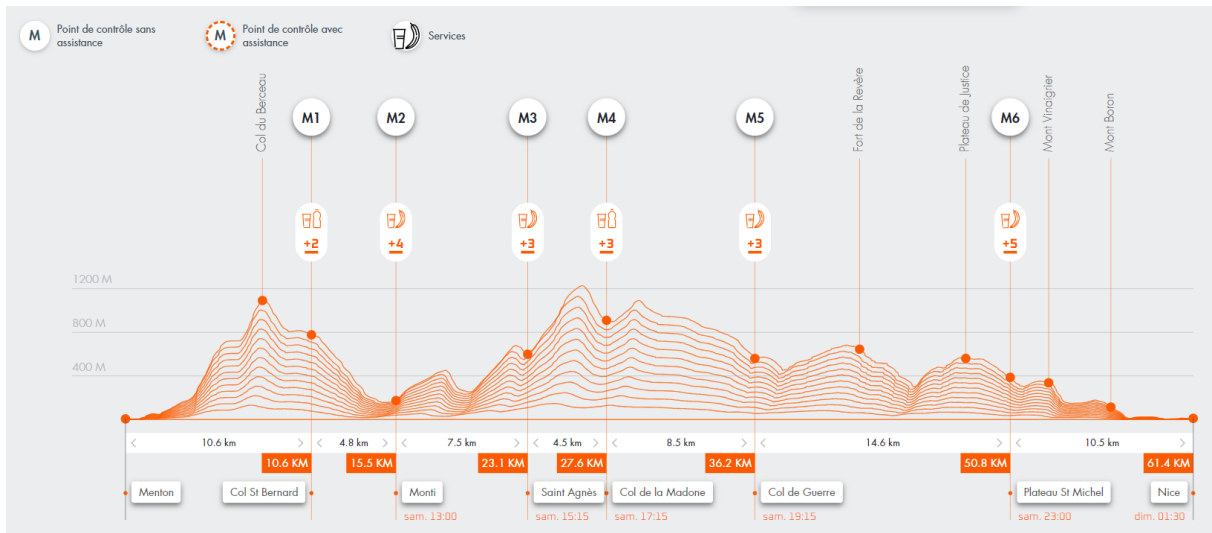 M
Point de contrôle sans
assistance
M
Point de contrôle avec
assistance
Services
Col du Berceau
M1
M2
M3
M4
M5
Fort de la Revère
Plateau de Justice
M6
Mont Vinaigrier
Mont Boron
+2
+4
+3
+3
+3
+5
1200 M
800 M
400 M
10.6 km
4.8 km
7.5 km
4.5 km
8.5 km
14.6 km
10.5 km
10.6 KM
15.5 KM
23.1 KM
27.6 KM
36.2 KM
50.8 KM
61.4 KM
Menton
Col St Bernard
Monti
Saint Agnès
Col de la Madone
Col de Guerre
Plateau St Michel
Nice
sam. 13:00
sam. 15:15
sam. 17:15
sam. 19:15
sam. 23:00
dim. 01:30